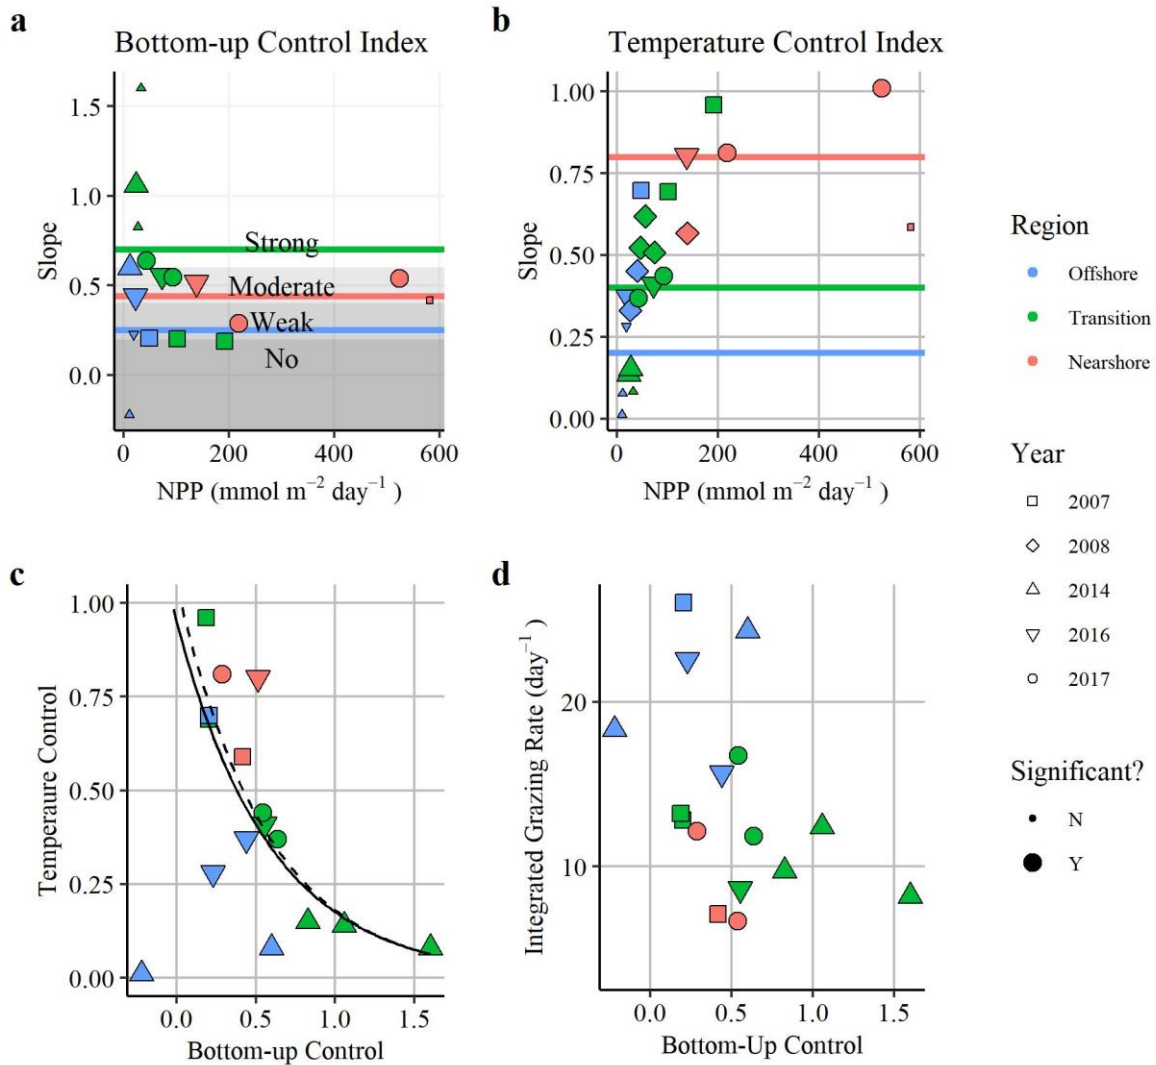 a
Bottom-up Control Index
1.5
1.0
0.5
0.0
Slope
Strong
Moderate
Weak
No
0 200 400 600
NPP (mmol m⁻² day⁻¹ )
b
Temperature Control Index
1.00
0.75
0.50
0.25
0.00
Slope
0 200 400 600
NPP (mmol m⁻² day⁻¹ )
Region
Offshore
Transition
Nearshore
Year
2007
2008
2014
2016
2017
Significant?
N
Y
c
1.00
0.75
0.50
0.25
0.00
Temperaure Control
0.0 0.5 1.0 1.5
Bottom-up Control
d
20
10
Integrated Grazing Rate (day⁻¹ )
0.0 0.5 1.0 1.5
Bottom-Up Control